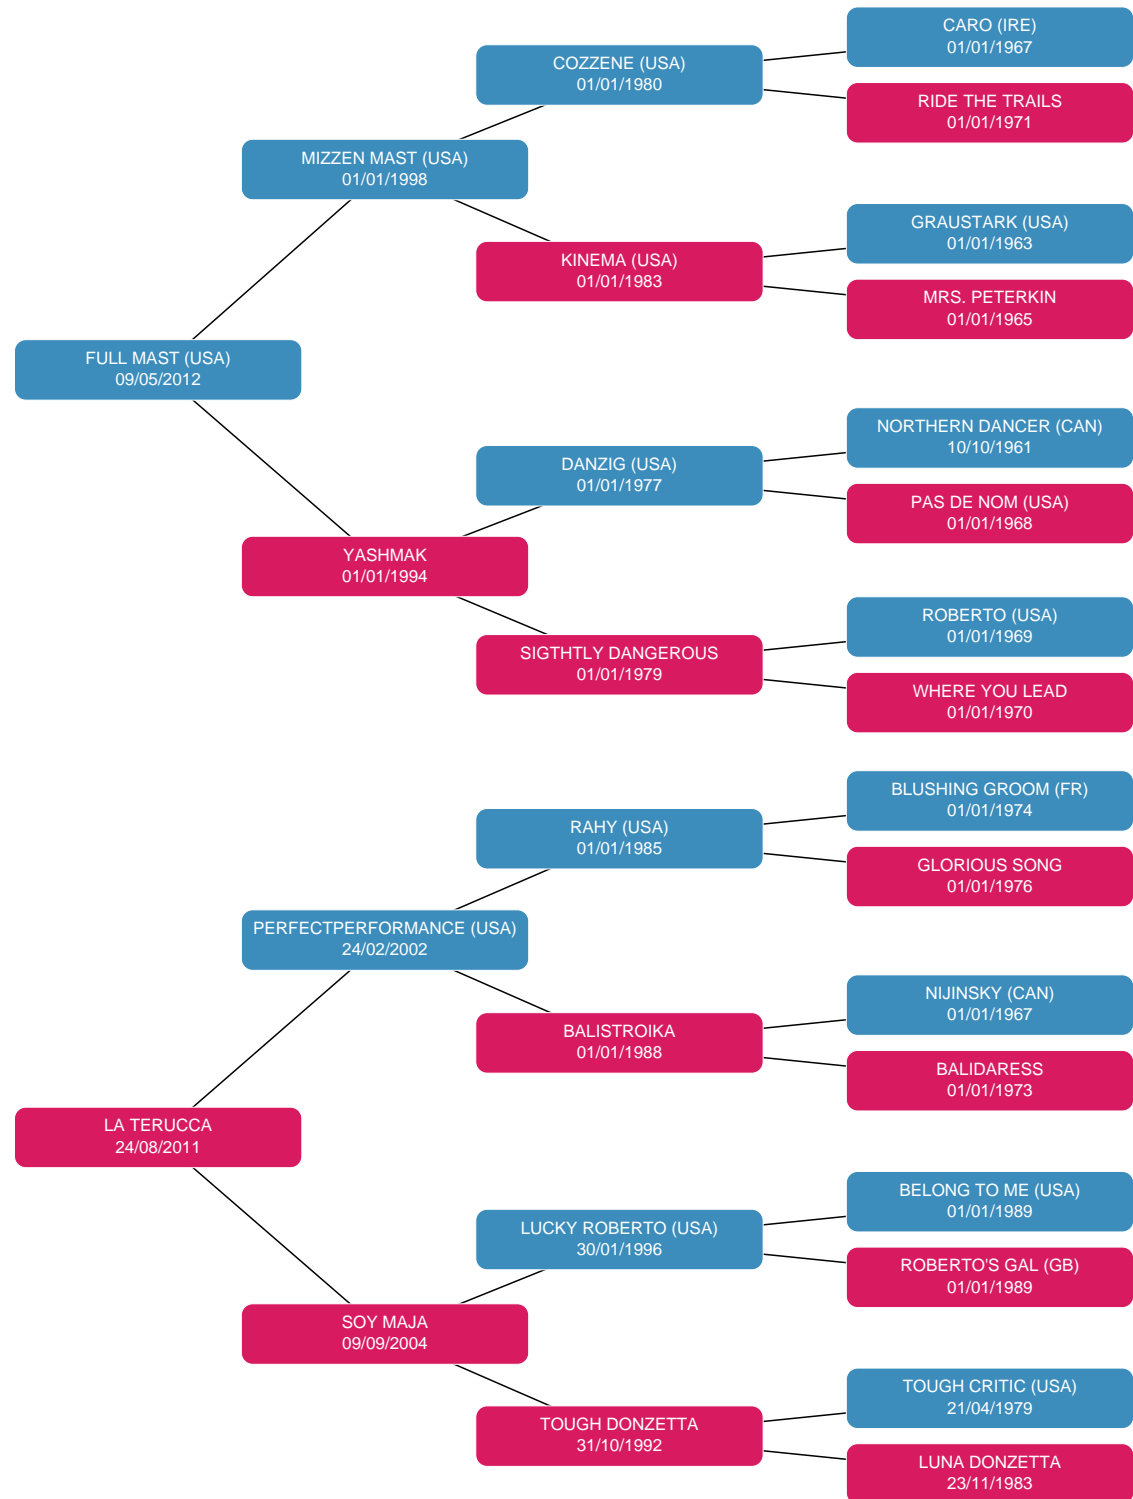 CARO (IRE)
01/01/1967
COZZENE (USA)
01/01/1980
RIDE THE TRAILS
01/01/1971
MIZZEN MAST (USA)
01/01/1998
GRAUSTARK (USA)
01/01/1963
KINEMA (USA)
01/01/1983
MRS. PETERKIN
01/01/1965
FULL MAST (USA)
09/05/2012
NORTHERN DANCER (CAN)
10/10/1961
DANZIG (USA)
01/01/1977
PAS DE NOM (USA)
01/01/1968
YASHMAK
01/01/1994
ROBERTO (USA)
01/01/1969
SIGTHTLY DANGEROUS
01/01/1979
WHERE YOU LEAD
01/01/1970
BLUSHING GROOM (FR)
01/01/1974
RAHY (USA)
01/01/1985
GLORIOUS SONG
01/01/1976
PERFECTPERFORMANCE (USA)
24/02/2002
NIJINSKY (CAN)
01/01/1967
BALISTROIKA
01/01/1988
BALIDARESS
01/01/1973
LA TERUCCA
24/08/2011
BELONG TO ME (USA)
01/01/1989
LUCKY ROBERTO (USA)
30/01/1996
ROBERTO'S GAL (GB)
01/01/1989
SOY MAJA
09/09/2004
TOUGH CRITIC (USA)
21/04/1979
TOUGH DONZETTA
31/10/1992
LUNA DONZETTA
23/11/1983